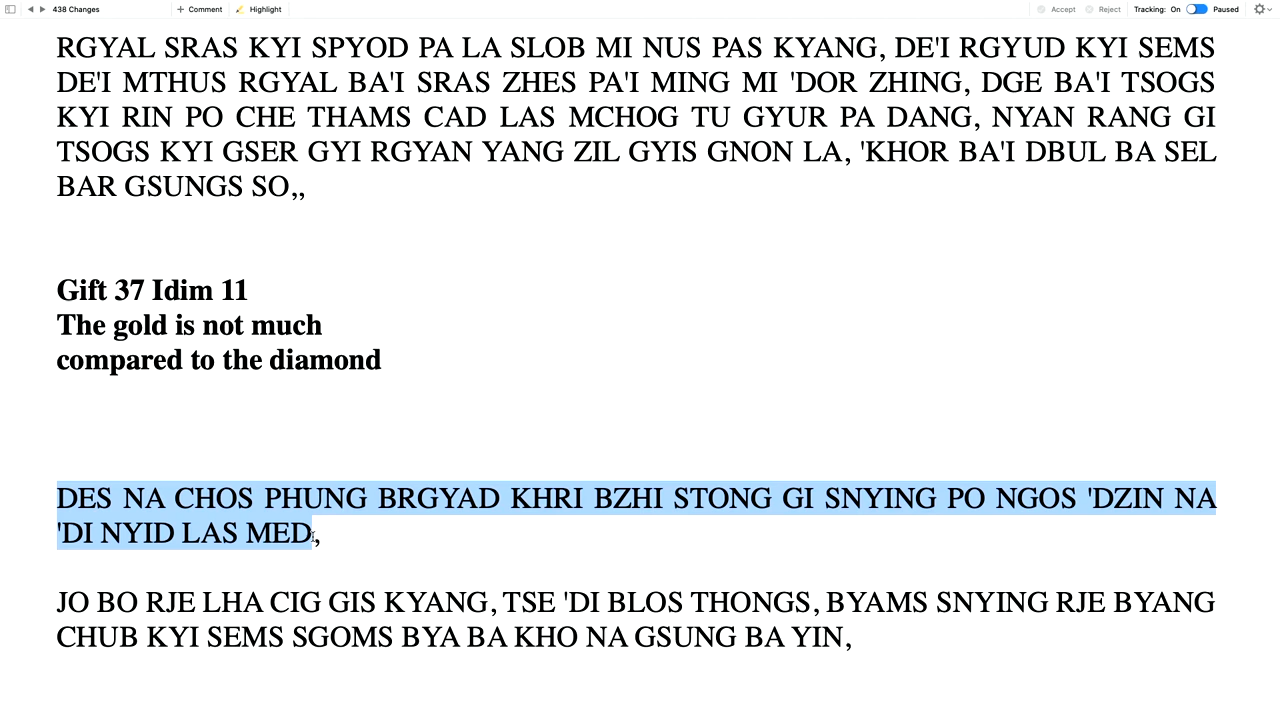 438 Changes
Comment
Highlight
Accept
Reject
Tracking: On
Paused
RGYAL SRAS KYI SPYOD PA LA SLOB MI NUS PAS KYANG, DE'I RGYUD KYI SEMS
DE'I MTHUS RGYAL BA'I SRAS ZHES PA'I MING MI 'DOR ZHING, DGE BA'I TSOGS
KYI RIN PO CHE THAMS CAD LAS MCHOG TU GYUR PA DANG, NYAN RANG GI
TSOGS KYI GSER GYI RGYAN YANG ZIL GYIS GNON LA, 'KHOR BA'I DBUL BA SEL
BAR GSUNGS SO,,
Gift 37 Idim 11
The gold is not much
compared to the diamond
DES NA CHOS PHUNG BRGYAD KHRI BZHI STONG GI SNYING PO NGOS 'DZIN NA
'DI NYID LAS MED,
JO BO RJE LHA CIG GIS KYANG, TSE 'DI BLOS THONGS, BYAMS SNYING RJE BYANG
CHUB KYI SEMS SGOMS BYA BA KHO NA GSUNG BA YIN,